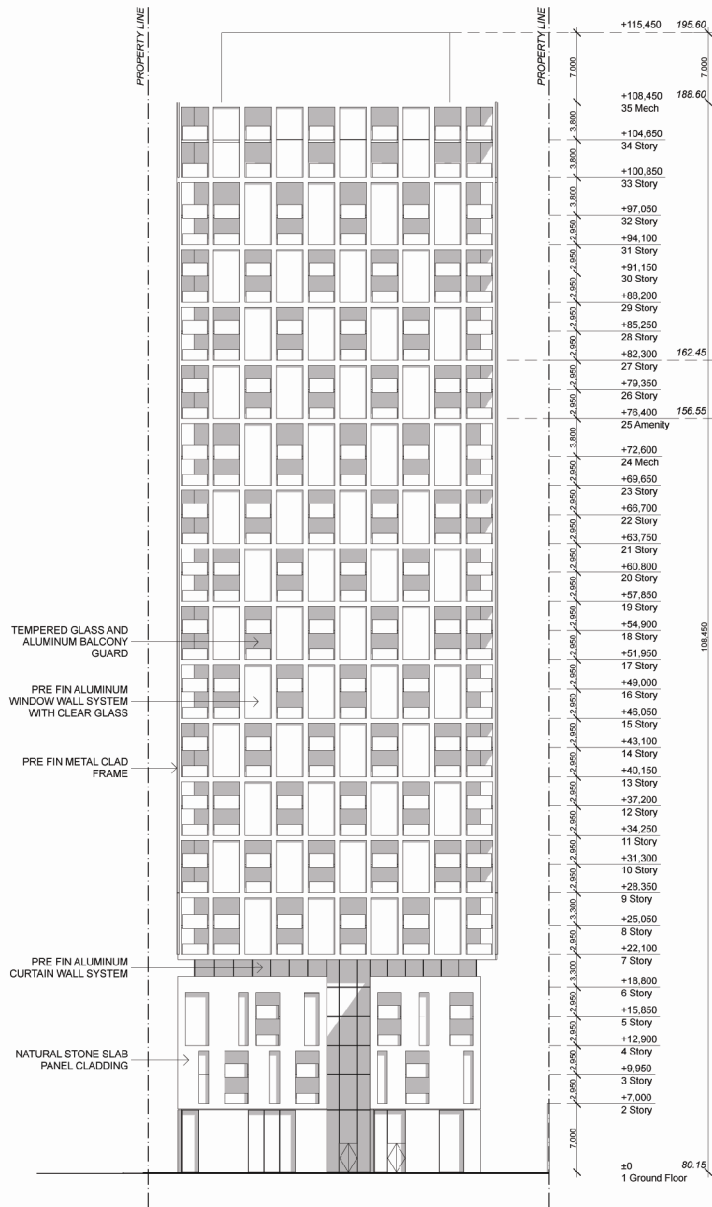 PROPERTY LINE
PROPERTY LINE
+115,450 195.60
7,000
7,000
+108,450 188.60
35 Mech
3,800
+104,650
34 Story
3,800
+100,850
33 Story
3,800
+97,050
32 Story
2,950
+94,100
31 Story
2,950
+91,150
30 Story
2,950
+88,200
29 Story
2,950
+85,250
28 Story
2,950
+82,300 162.45
27 Story
2,950
+79,350
26 Story
2,950
+76,400 156.55
25 Amenity
3,800
+72,600
24 Mech
2,950
+69,650
23 Story
2,950
+66,700
22 Story
2,950
+63,750
21 Story
2,950
+60,800
20 Story
2,950
+57,850
19 Story
2,950
+54,900
18 Story
2,950
+51,950
17 Story
2,950
+49,000
16 Story
2,950
+46,050
15 Story
2,950
+43,100
14 Story
2,950
+40,150
13 Story
2,950
+37,200
12 Story
2,950
+34,250
11 Story
2,950
+31,300
10 Story
2,950
+28,350
9 Story
3,300
+25,050
8 Story
2,950
+22,100
7 Story
3,300
+18,800
6 Story
2,950
+15,850
5 Story
2,950
+12,900
4 Story
2,950
+9,950
3 Story
2,950
+7,000
2 Story
7,000
±0 80.15
1 Ground Floor
108,450
TEMPERED GLASS AND
ALUMINUM BALCONY
GUARD
PRE FIN ALUMINUM
WINDOW WALL SYSTEM
WITH CLEAR GLASS
PRE FIN METAL CLAD
FRAME
PRE FIN ALUMINUM
CURTAIN WALL SYSTEM
NATURAL STONE SLAB
PANEL CLADDING